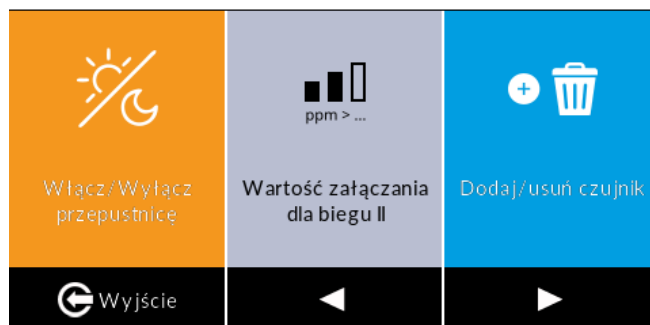 ppm > ...
Włącz/Wyłącz
przepustnicę
Wartość załączania
dla biegu II
Dodaj/usuń czujnik
Wyjście